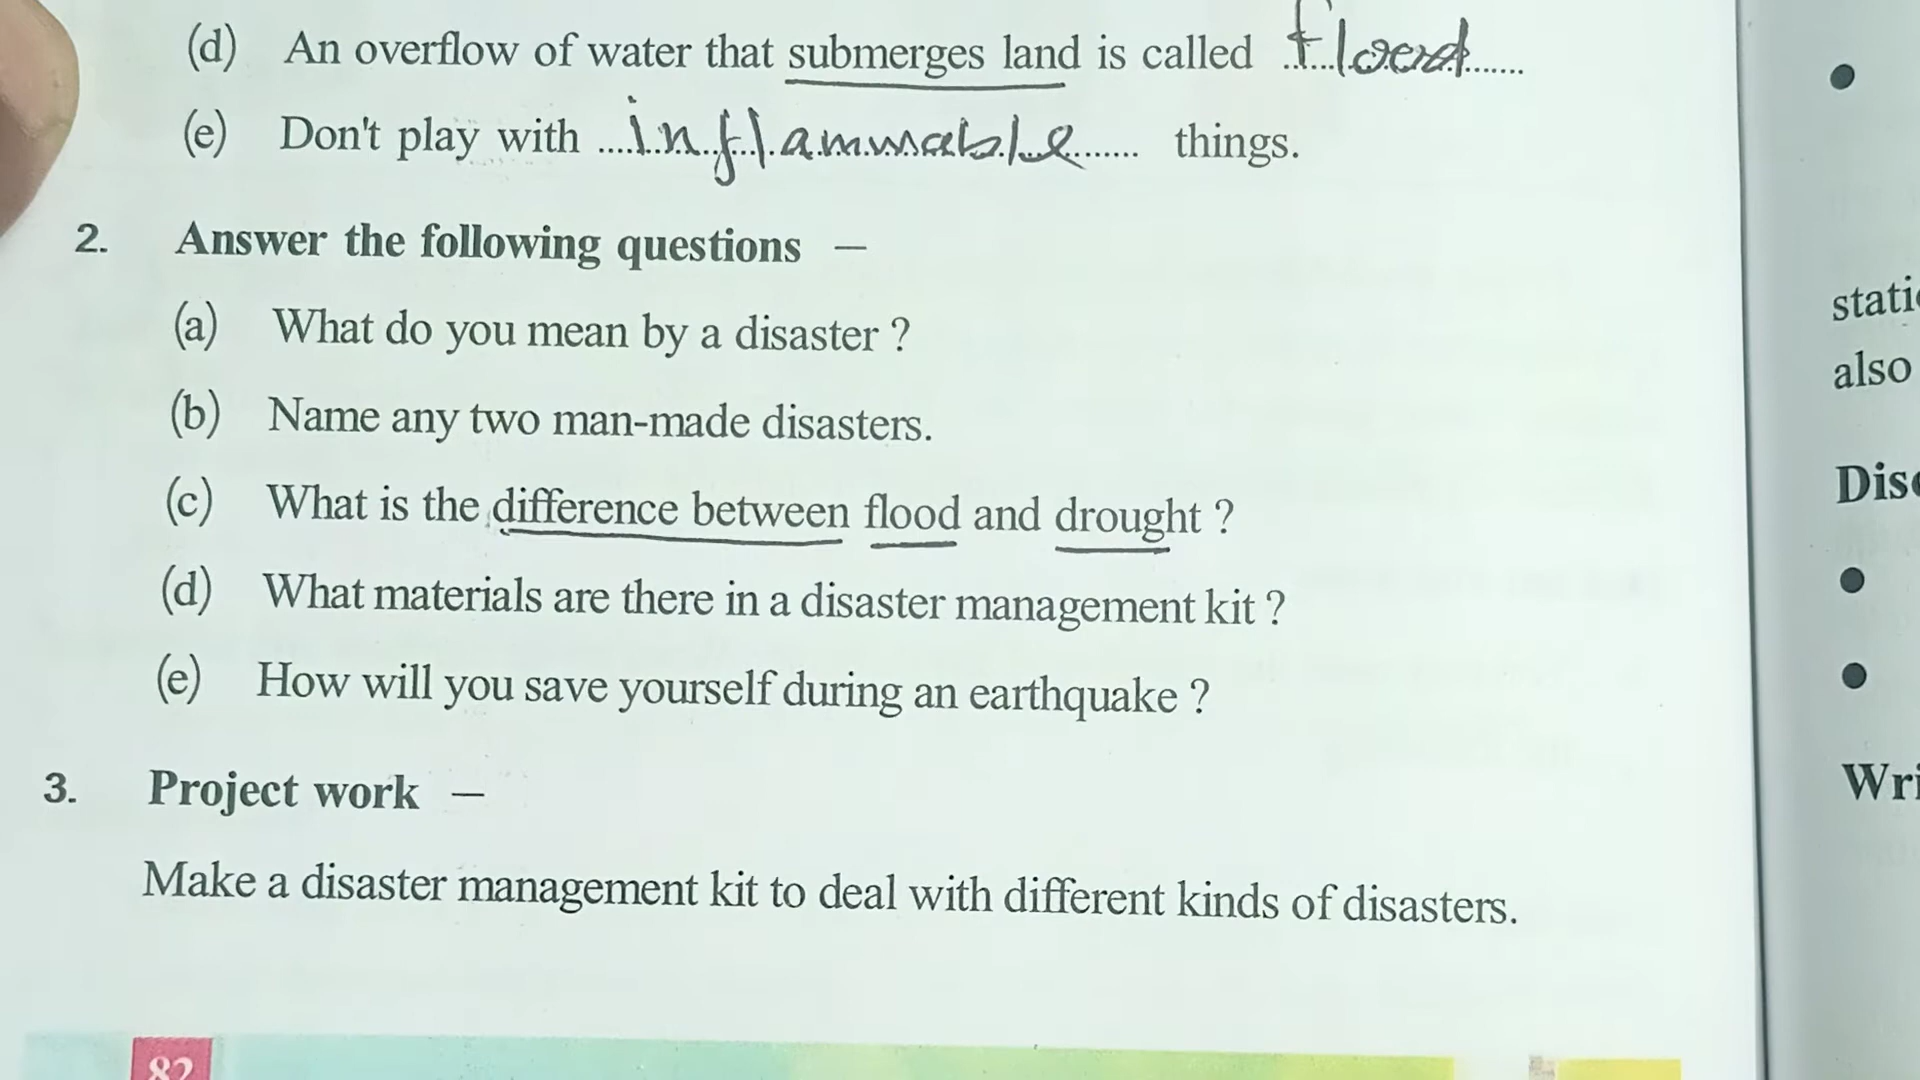 (d) An overflow of water that submerges land is called flood
(e) Don't play with inflammable things.
2. Answer the following questions —
(a) What do you mean by a disaster ?
(b) Name any two man-made disasters.
(c) What is the difference between flood and drought ?
(d) What materials are there in a disaster management kit ?
(e) How will you save yourself during an earthquake ?
3. Project work —
Make a disaster management kit to deal with different kinds of disasters.
82
also